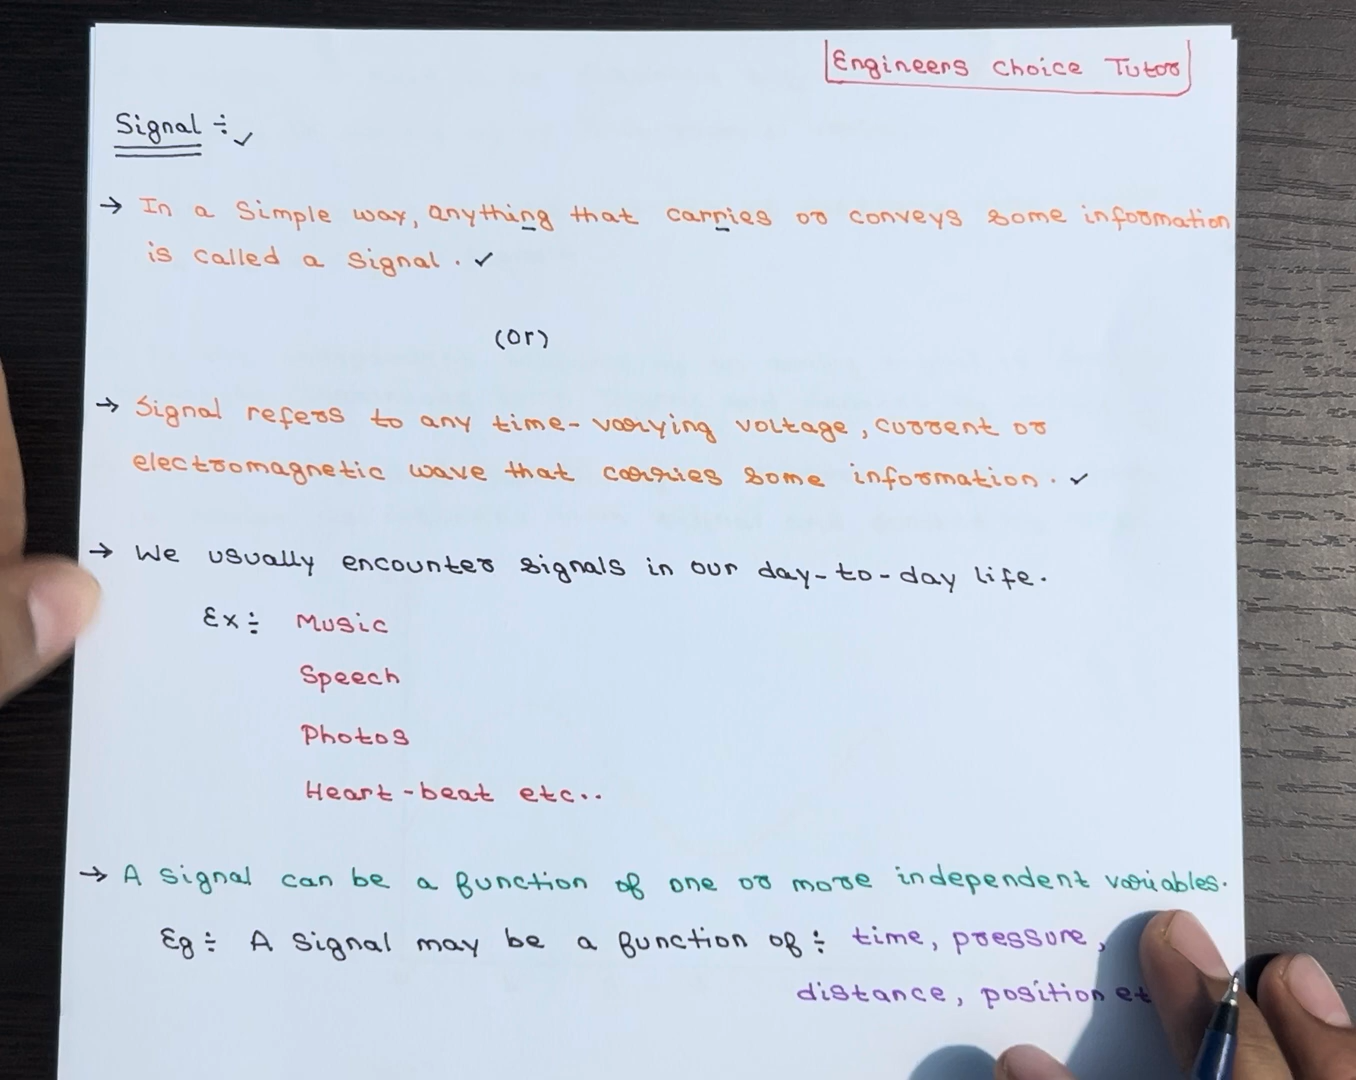 Engineers choice Tutor
Signal ÷ ✓
→ In a simple way, anything that carries or conveys some information
is called a signal. ✓
(or)
→ Signal refers to any time-varying voltage, current or
electromagnetic wave that carries some information. ✓
→ We usually encounter signals in our day-to-day life.
Ex ÷ Music
Speech
Photos
Heart-beat etc..
→ A signal can be a function of one or more independent variables.
Eg ÷ A signal may be a function of ÷ time, pressure,
distance, position